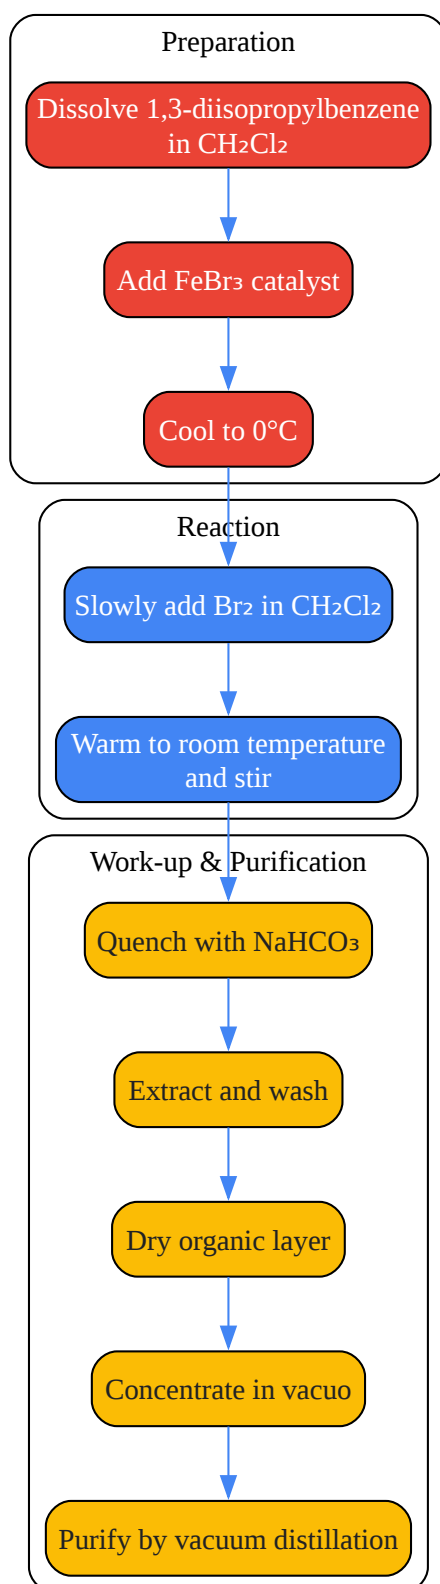 Preparation
Dissolve 1,3-diisopropylbenzene
in CH₂Cl₂
Add FeBr₃ catalyst
Cool to 0°C
Reaction
Slowly add Br₂ in CH₂Cl₂
Warm to room temperature
and stir
Work-up & Purification
Quench with NaHCO₃
Extract and wash
Dry organic layer
Concentrate in vacuo
Purify by vacuum distillation